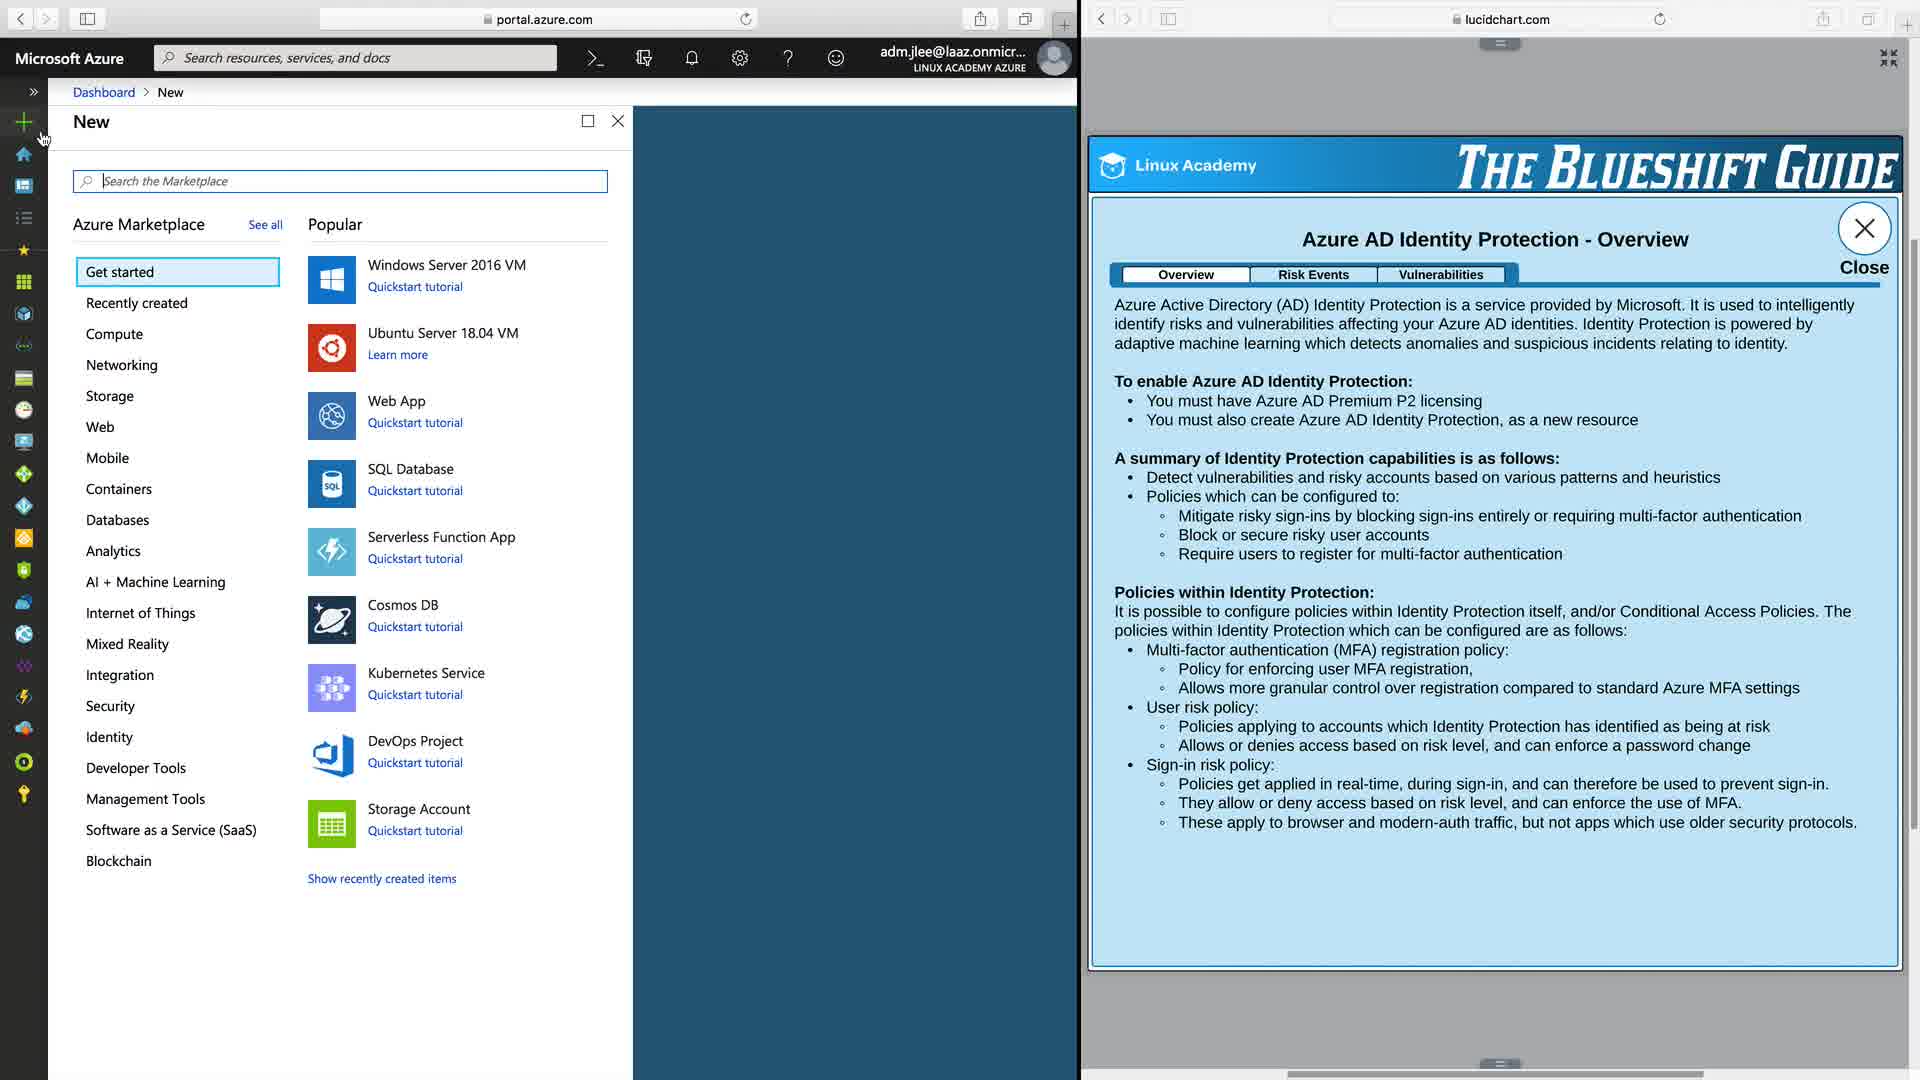 portal.azure.com
Microsoft Azure
Search resources, services, and docs
adm.jlee@laaz.onmicr...
LINUX ACADEMY AZURE
Dashboard > New
New
Search the Marketplace
Azure Marketplace
See all
Get started
Recently created
Compute
Networking
Storage
Web
Mobile
Containers
Databases
Analytics
AI + Machine Learning
Internet of Things
Mixed Reality
Integration
Security
Identity
Developer Tools
Management Tools
Software as a Service (SaaS)
Blockchain
Popular
Windows Server 2016 VM
Quickstart tutorial
Ubuntu Server 18.04 VM
Learn more
Web App
Quickstart tutorial
SQL
SQL Database
Quickstart tutorial
Serverless Function App
Quickstart tutorial
Cosmos DB
Quickstart tutorial
Kubernetes Service
Quickstart tutorial
DevOps Project
Quickstart tutorial
Storage Account
Quickstart tutorial
Show recently created items
lucidchart.com
Linux Academy
THE BLUESHIFT GUIDE
Azure AD Identity Protection - Overview
Close
Overview
Risk Events
Vulnerabilities
Azure Active Directory (AD) Identity Protection is a service provided by Microsoft. It is used to intelligently
identify risks and vulnerabilities affecting your Azure AD identities. Identity Protection is powered by
adaptive machine learning which detects anomalies and suspicious incidents relating to identity.
To enable Azure AD Identity Protection:
• You must have Azure AD Premium P2 licensing
• You must also create Azure AD Identity Protection, as a new resource
A summary of Identity Protection capabilities is as follows:
• Detect vulnerabilities and risky accounts based on various patterns and heuristics
• Policies which can be configured to:
◦ Mitigate risky sign-ins by blocking sign-ins entirely or requiring multi-factor authentication
◦ Block or secure risky user accounts
◦ Require users to register for multi-factor authentication
Policies within Identity Protection:
It is possible to configure policies within Identity Protection itself, and/or Conditional Access Policies. The
policies within Identity Protection which can be configured are as follows:
• Multi-factor authentication (MFA) registration policy:
◦ Policy for enforcing user MFA registration,
◦ Allows more granular control over registration compared to standard Azure MFA settings
• User risk policy:
◦ Policies applying to accounts which Identity Protection has identified as being at risk
◦ Allows or denies access based on risk level, and can enforce a password change
• Sign-in risk policy:
◦ Policies get applied in real-time, during sign-in, and can therefore be used to prevent sign-in.
◦ They allow or deny access based on risk level, and can enforce the use of MFA.
◦ These apply to browser and modern-auth traffic, but not apps which use older security protocols.